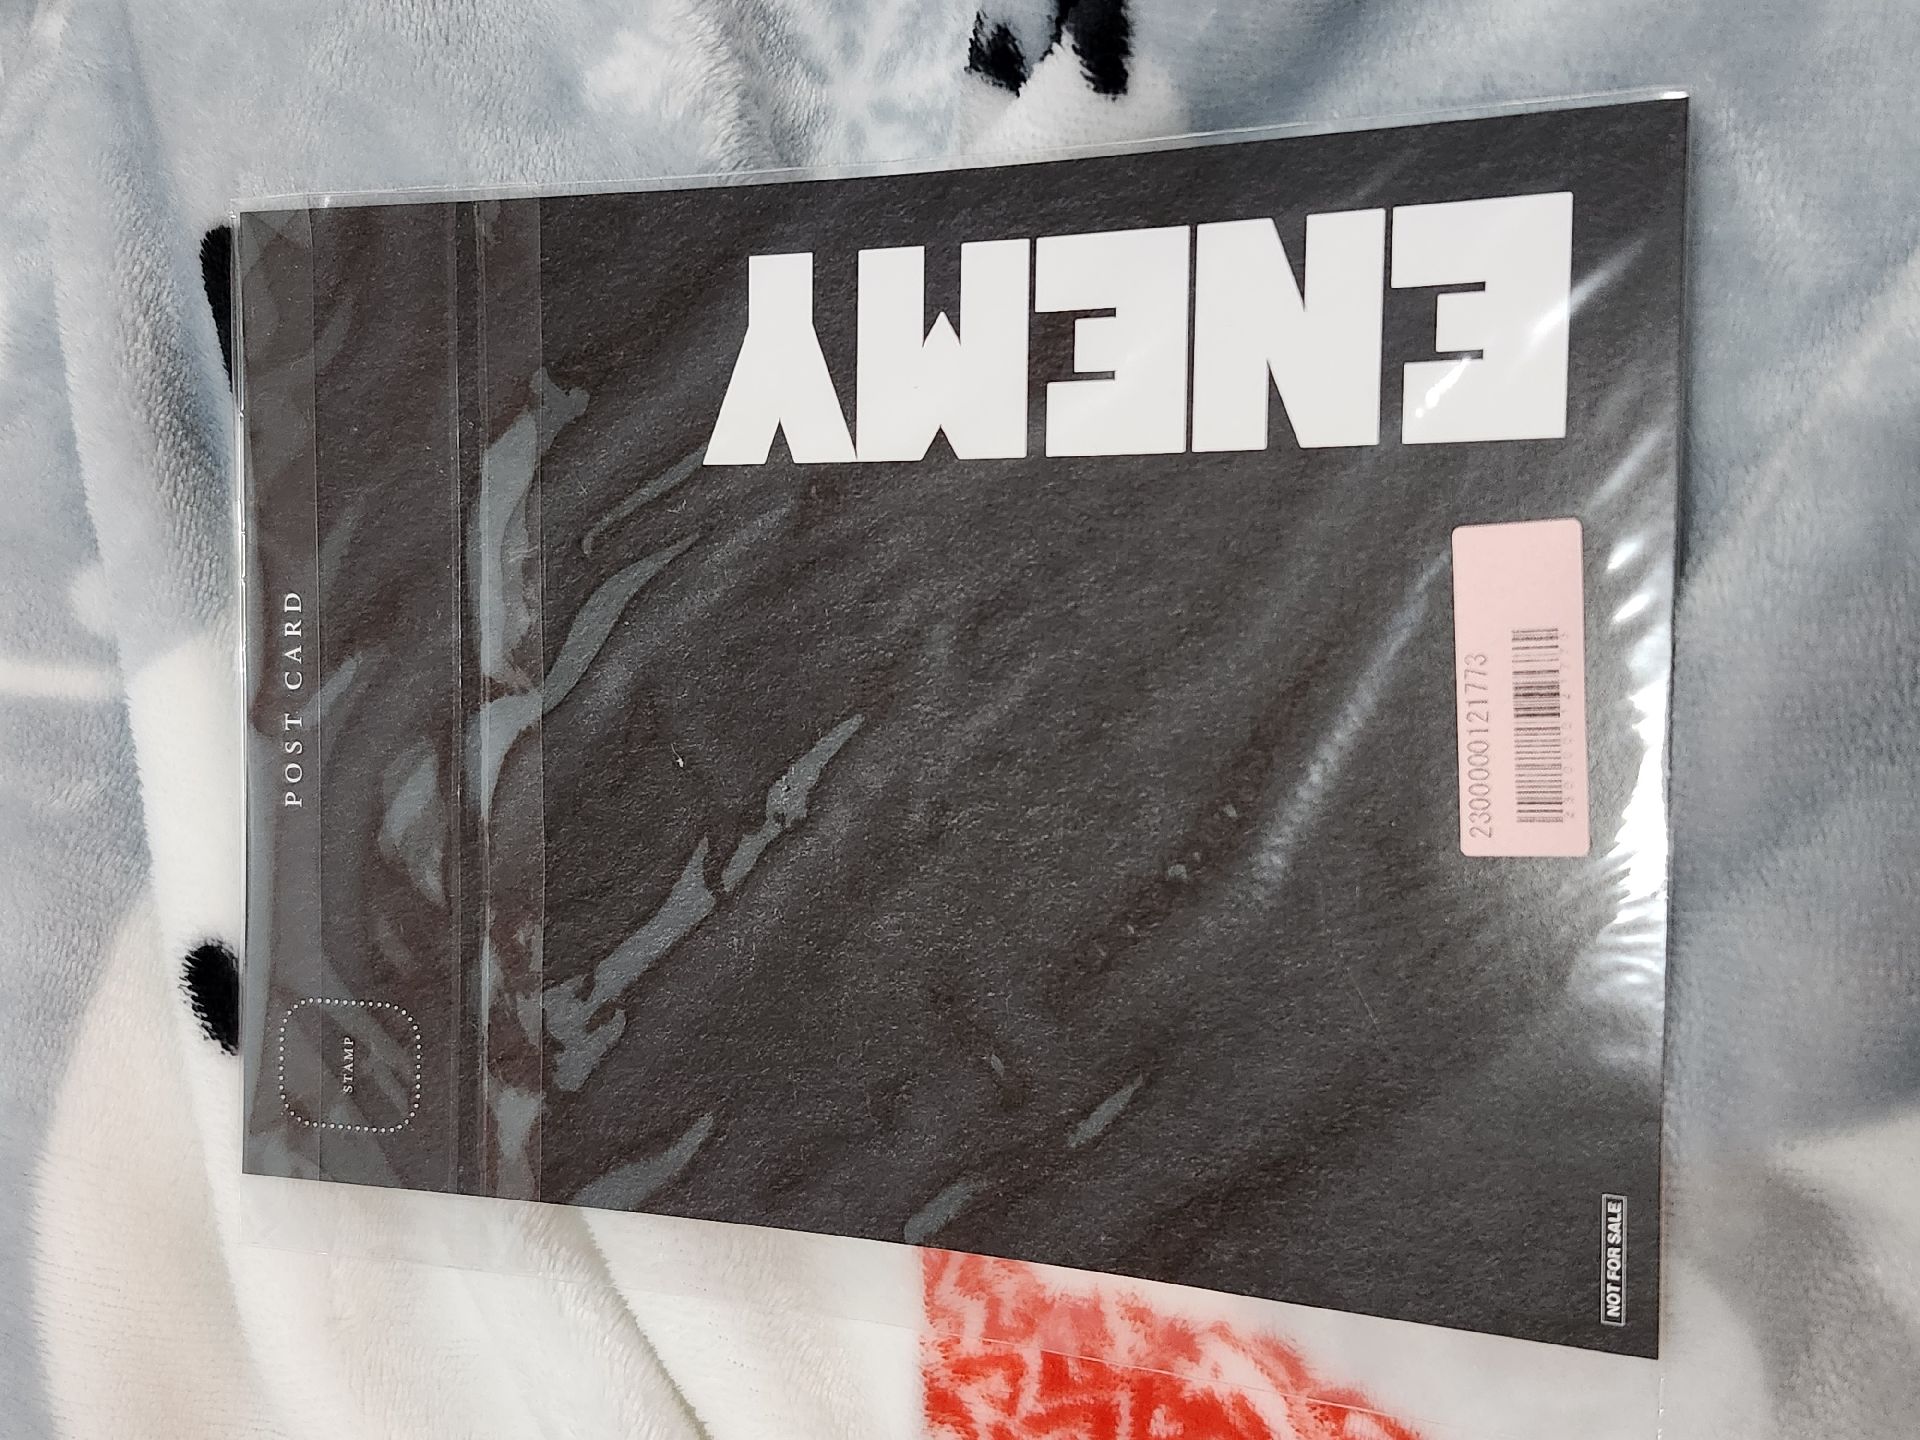 POST CARD
STAMP
ENEMY
2300000121773
NOT FOR SALE